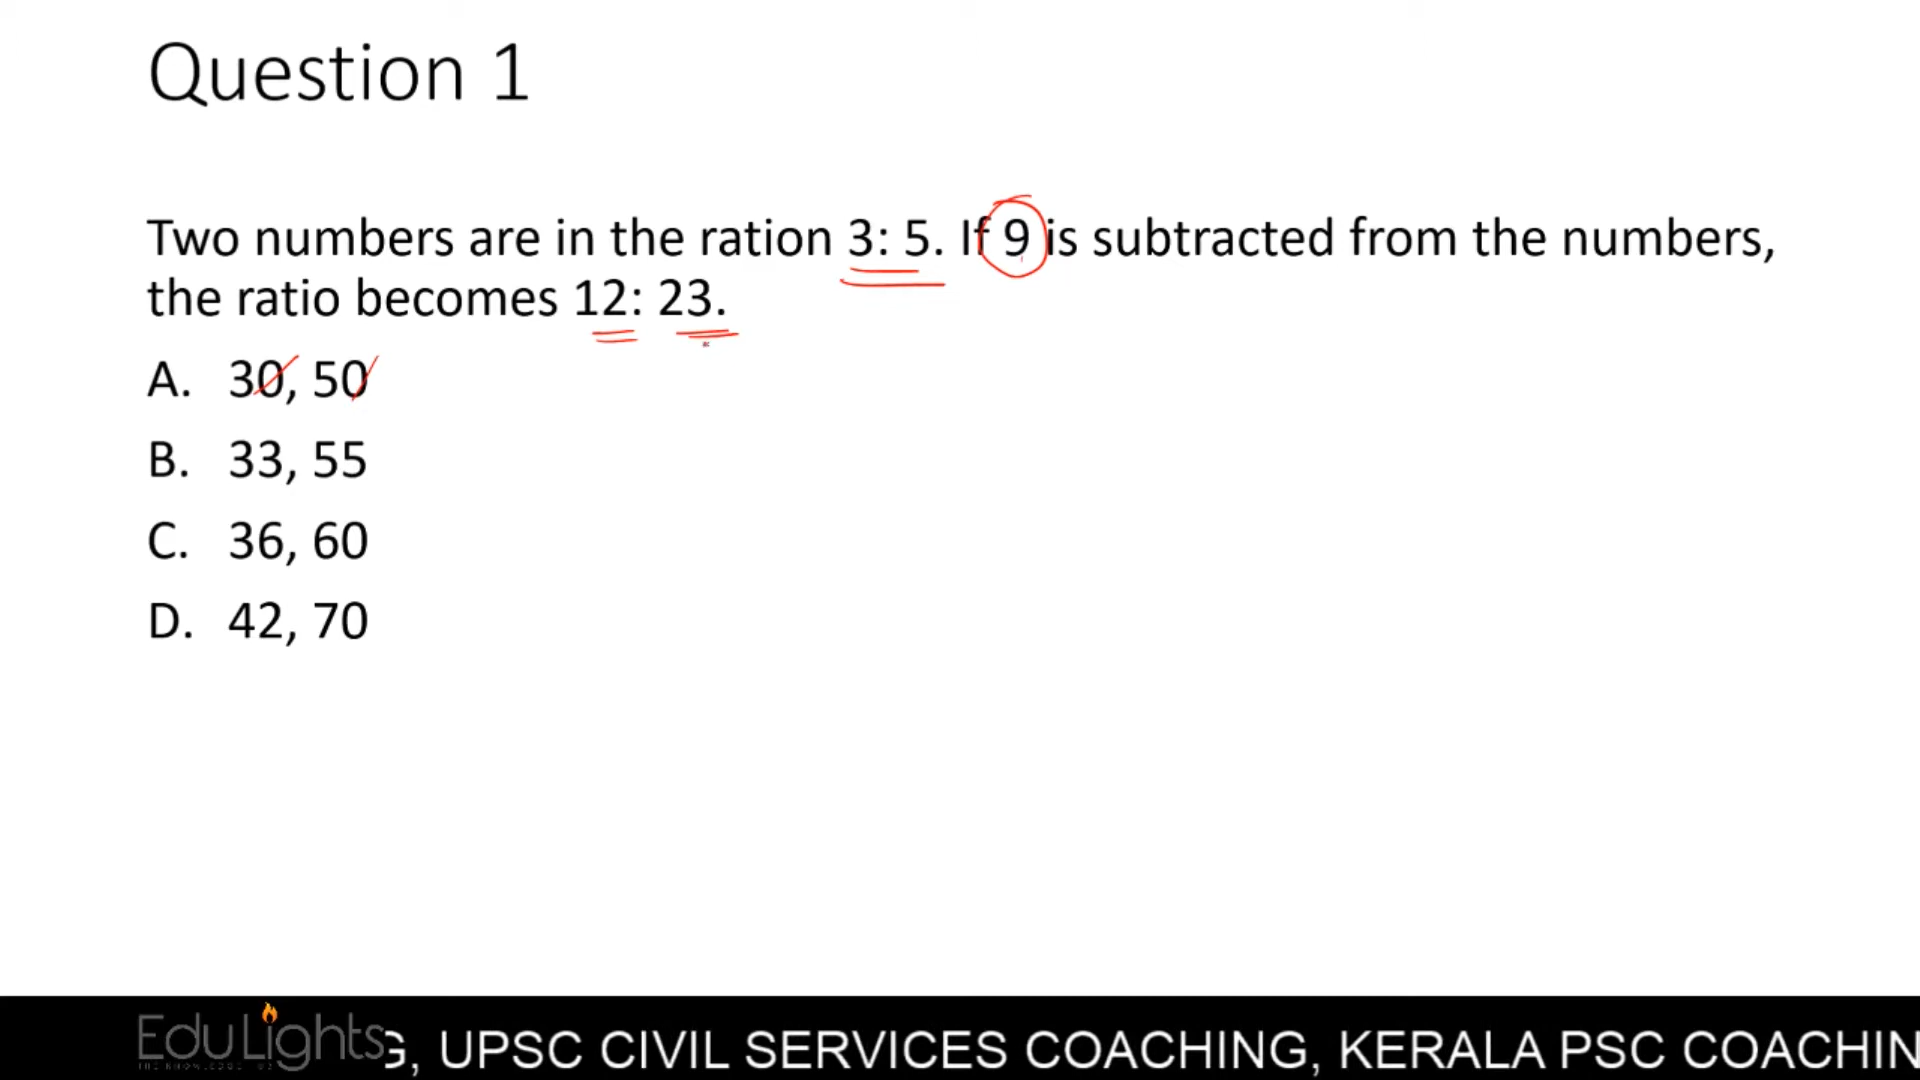 Question 1
Two numbers are in the ration 3: 5. If 9 is subtracted from the numbers,
the ratio becomes 12: 23.
A. 30, 50
B. 33, 55
C. 36, 60
D. 42, 70
EduLights
G, UPSC CIVIL SERVICES COACHING, KERALA PSC COACHIN